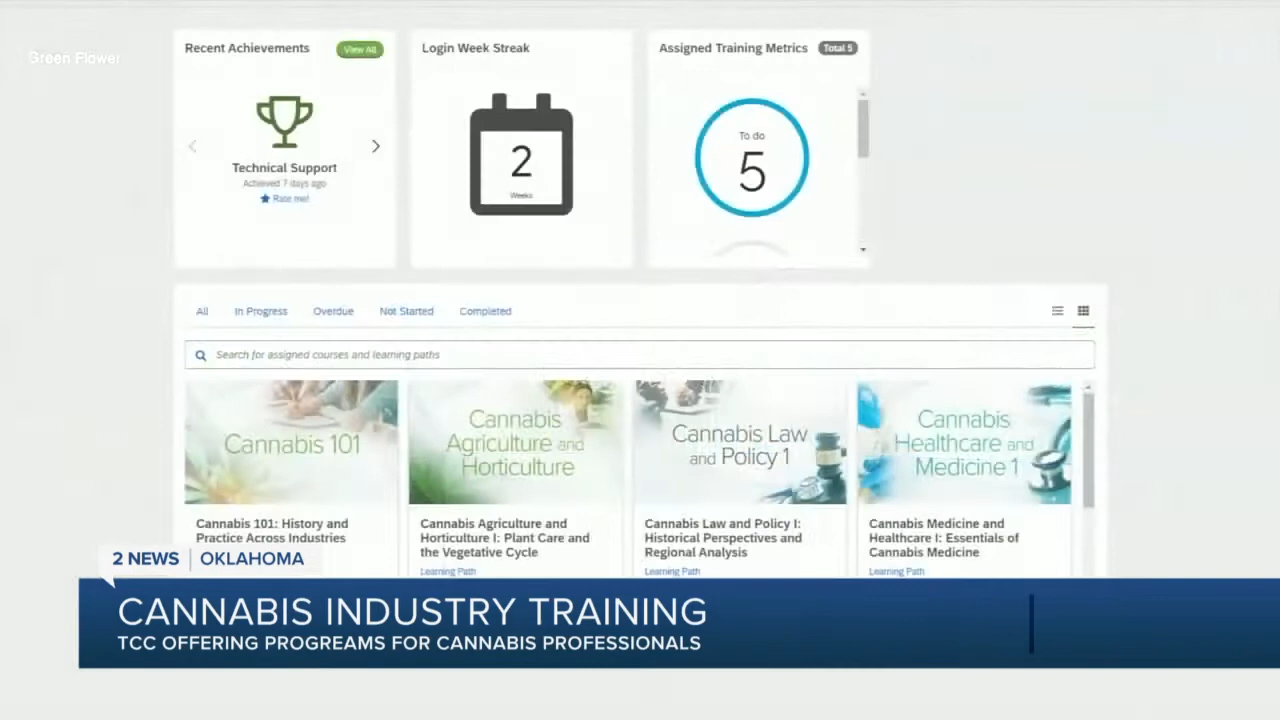 Green Flower
Recent Achievements
View All
Technical Support
Achieved 7 days ago
Rate me!
Login Week Streak
2
Weeks
Assigned Training Metrics
Total 5
To do
5
All
In Progress
Overdue
Not Started
Completed
Search for assigned courses and learning paths
Cannabis 101
Cannabis
Agriculture and
Horticulture
Cannabis Law
and Policy 1
Cannabis
Healthcare and
Medicine 1
Cannabis 101: History and
Practice Across Industries
Cannabis Agriculture and
Horticulture I: Plant Care and
the Vegetative Cycle
Learning Path
Cannabis Law and Policy I:
Historical Perspectives and
Regional Analysis
Learning Path
Cannabis Medicine and
Healthcare I: Essentials of
Cannabis Medicine
Learning Path
2 NEWS | OKLAHOMA
CANNABIS INDUSTRY TRAINING
TCC OFFERING PROGREAMS FOR CANNABIS PROFESSIONALS